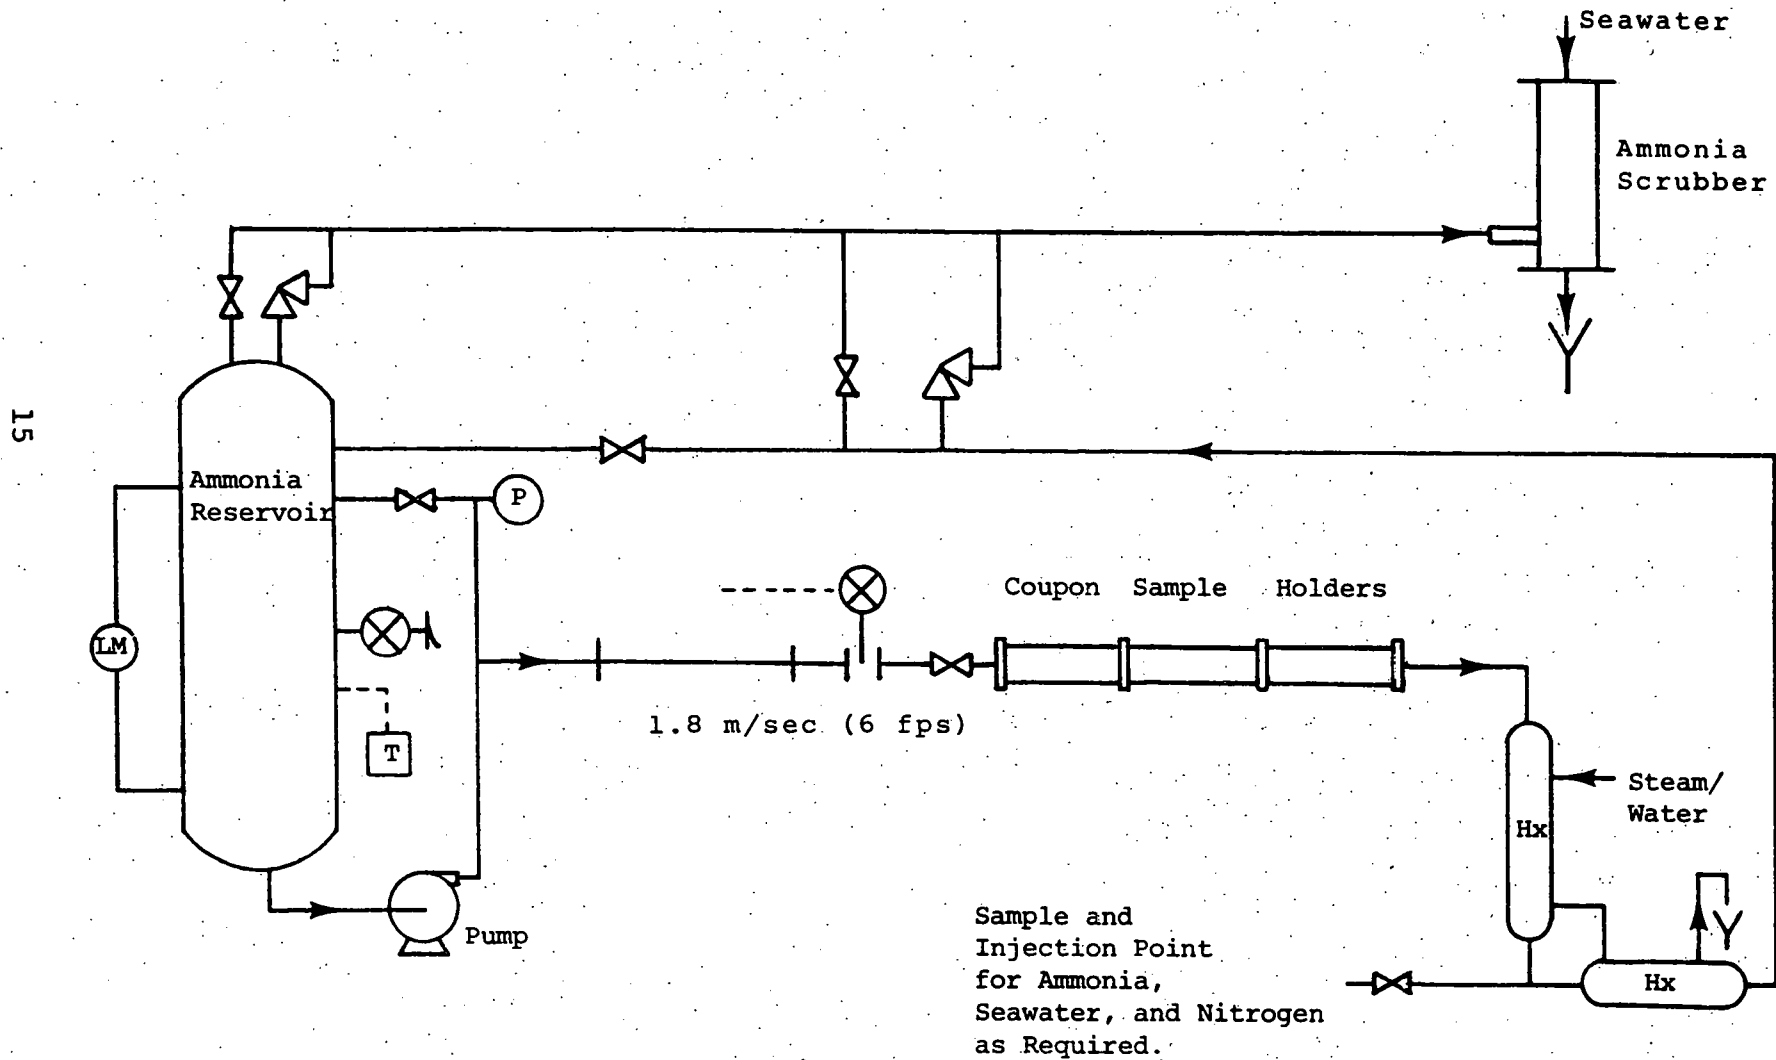 Seawater
Ammonia
Scrubber
15
Ammonia
Reservoir
P
LM
T
Coupon Sample Holders
1.8 m/sec (6 fps)
Steam/
Water
Hx
Pump
Sample and
Injection Point
for Ammonia,
Seawater, and Nitrogen
as Required.
Hx